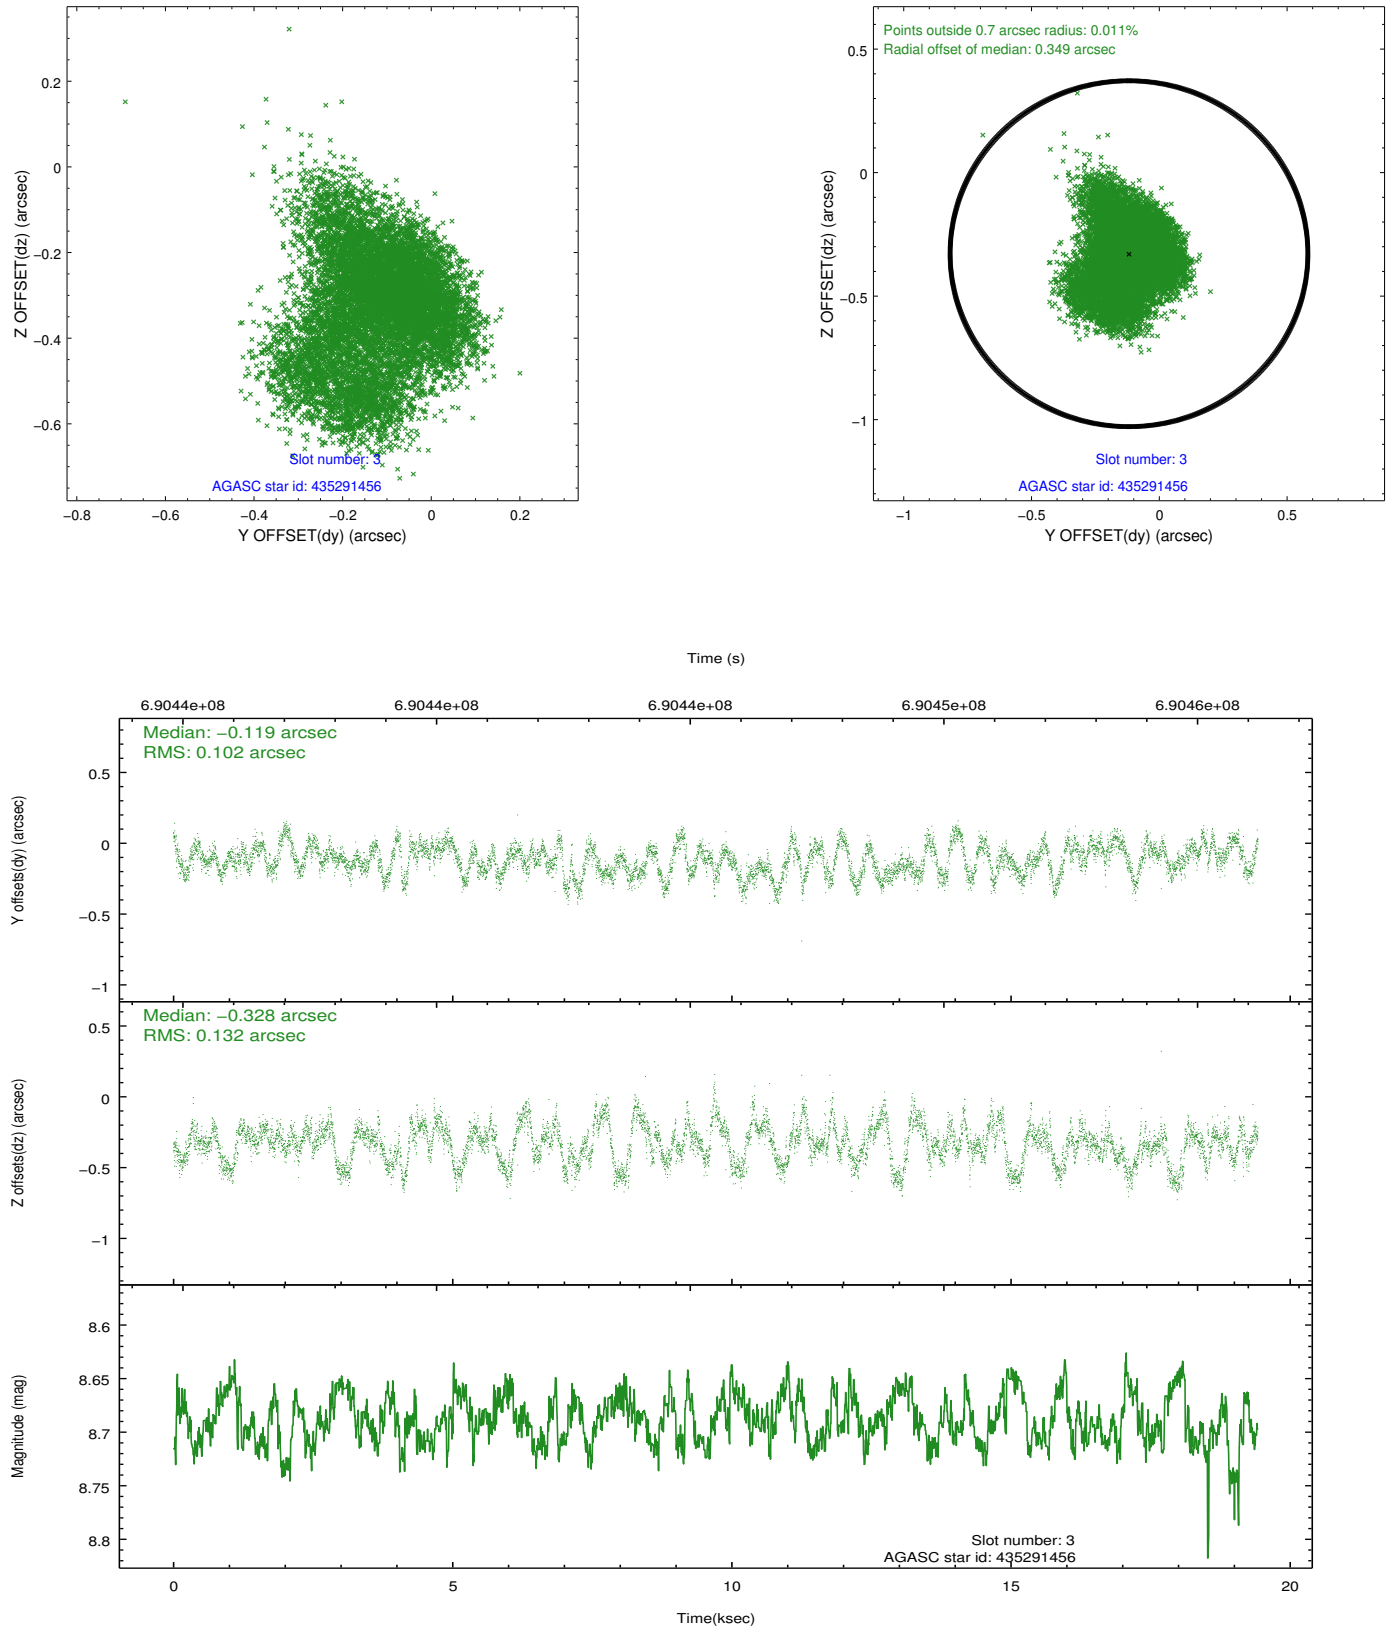 0.2
0
−0.2
−0.4
−0.6
Z OFFSET(dz) (arcsec)
Slot number: 3
AGASC star id: 435291456
−0.8
−0.6
−0.4
−0.2
0
0.2
Y OFFSET(dy) (arcsec)
Points outside 0.7 arcsec radius: 0.011%
Radial offset of median: 0.349 arcsec
0.5
0
−0.5
−1
Z OFFSET(dz) (arcsec)
Slot number: 3
AGASC star id: 435291456
−1
−0.5
0
0.5
Y OFFSET(dy) (arcsec)
Time (s)
6.9044e+08
6.9044e+08
6.9044e+08
6.9045e+08
6.9046e+08
Median: −0.119 arcsec
RMS: 0.102 arcsec
0.5
0
−0.5
−1
Y offsets(dy) (arcsec)
Median: −0.328 arcsec
RMS: 0.132 arcsec
0.5
0
−0.5
−1
Z offsets(dz) (arcsec)
8.6
8.65
8.7
8.75
8.8
Magnitude (mag)
Slot number: 3
AGASC star id: 435291456
0
5
10
15
20
Time(ksec)